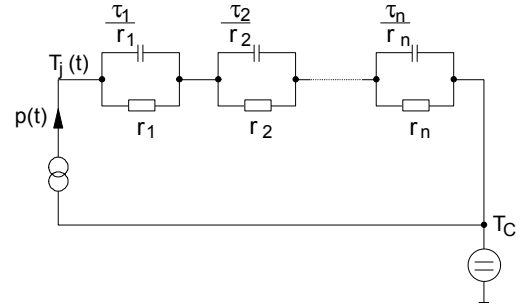 τ1 τ2 τn
r1 r2 rn
Tj(t)
p(t)
r1 r2 rn
TC